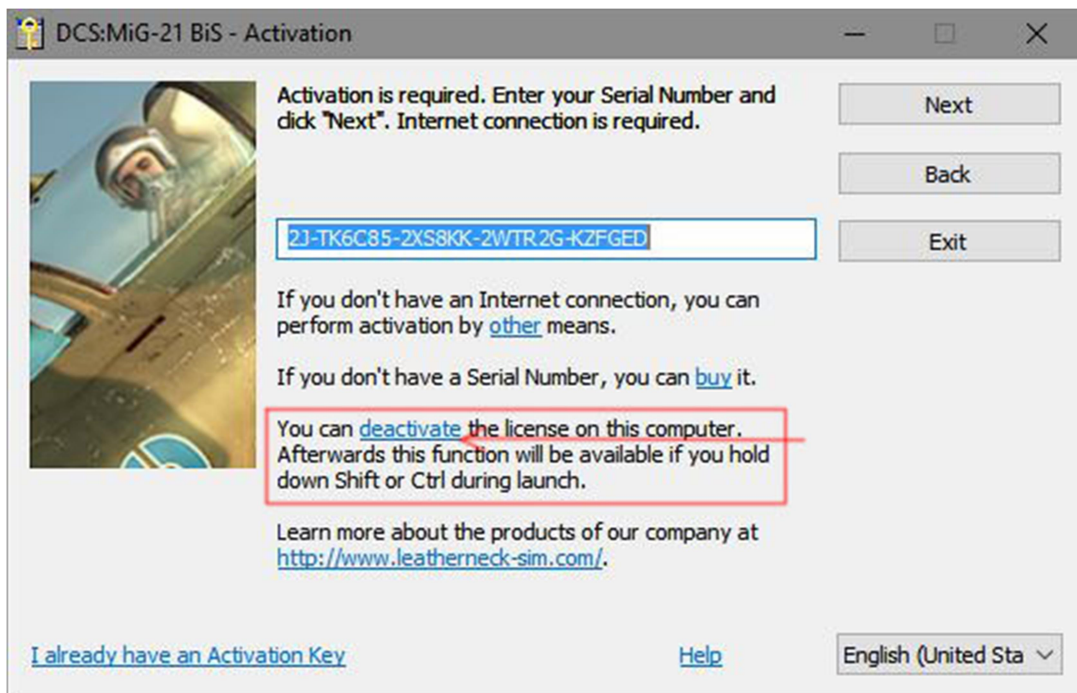 DCS:MiG-21 BiS - Activation
Activation is required. Enter your Serial Number and
click "Next". Internet connection is required.
Next
Back
2J-TK6C85-2XS8KK-2WTR2G-KZFGED
Exit
If you don't have an Internet connection, you can
perform activation by other means.
If you don't have a Serial Number, you can buy it.
You can deactivate the license on this computer.
Afterwards this function will be available if you hold
down Shift or Ctrl during launch.
Learn more about the products of our company at
http://www.leatherneck-sim.com/.
I already have an Activation Key
Help
English (United Sta